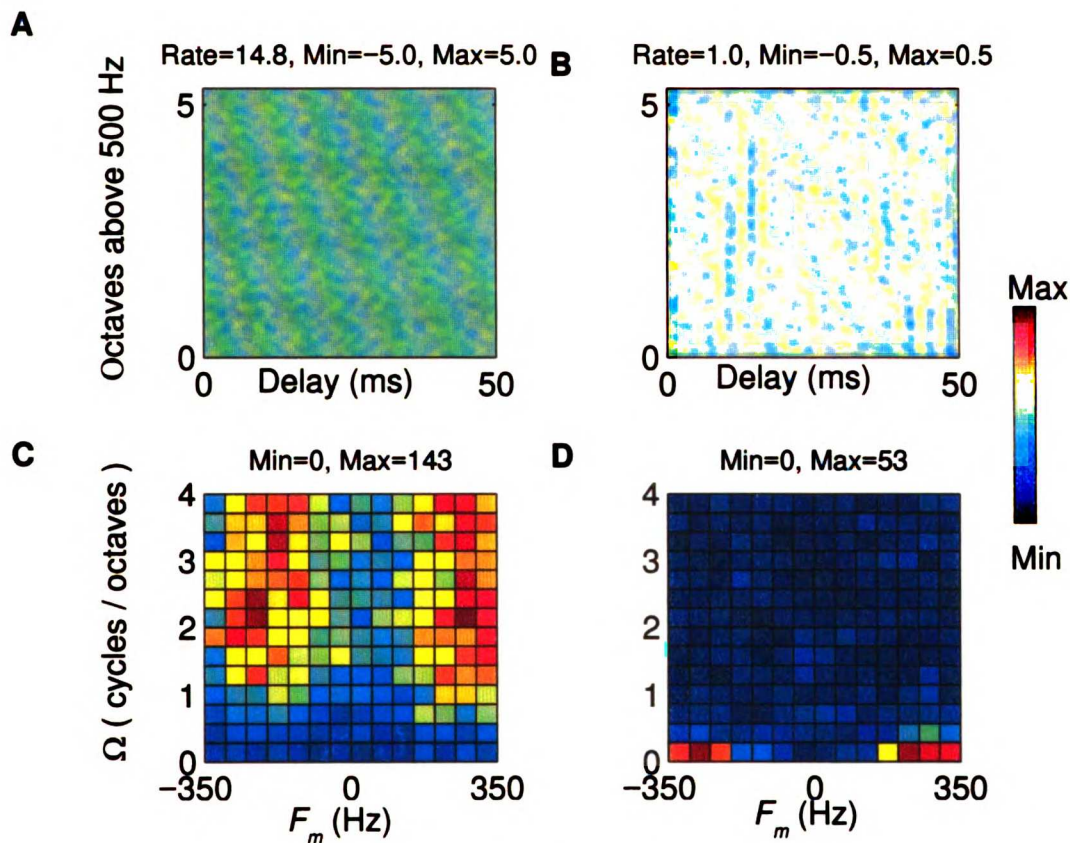 A
Rate=14.8, Min=−5.0, Max=5.0
B
Rate=1.0, Min=−0.5, Max=0.5
Octaves above 500 Hz
5
0
0
Delay (ms)
50
5
0
0
Delay (ms)
50
Max
Min
C
Min=0, Max=143
D
Min=0, Max=53
Ω ( cycles / octaves )
4
3
2
1
0
−350
0
350
F_m (Hz)
4
3
2
1
0
−350
0
350
F_m (Hz)